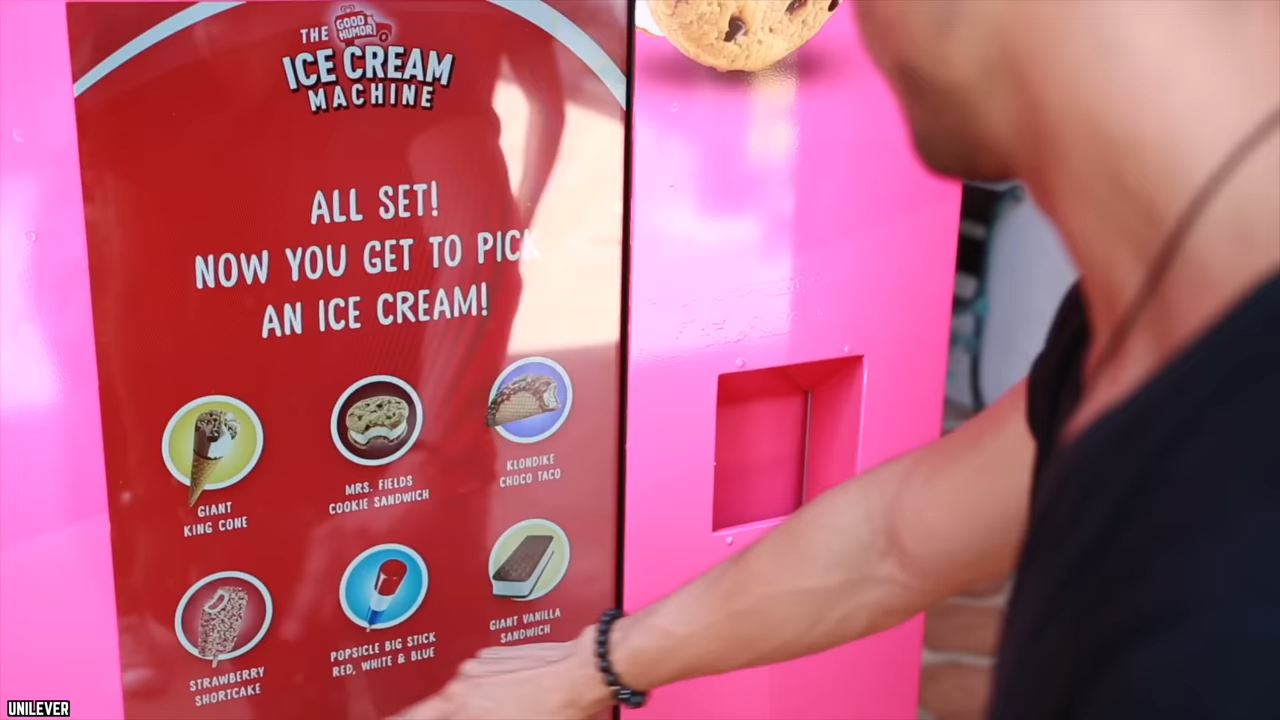 THE GOOD HUMOR
ICE CREAM
MACHINE
ALL SET!
NOW YOU GET TO PICK
AN ICE CREAM!
GIANT
KING CONE
MRS. FIELDS
COOKIE SANDWICH
KLONDIKE
CHOCO TACO
STRAWBERRY
SHORTCAKE
POPSICLE BIG STICK
RED, WHITE & BLUE
GIANT VANILLA
SANDWICH
UNILEVER